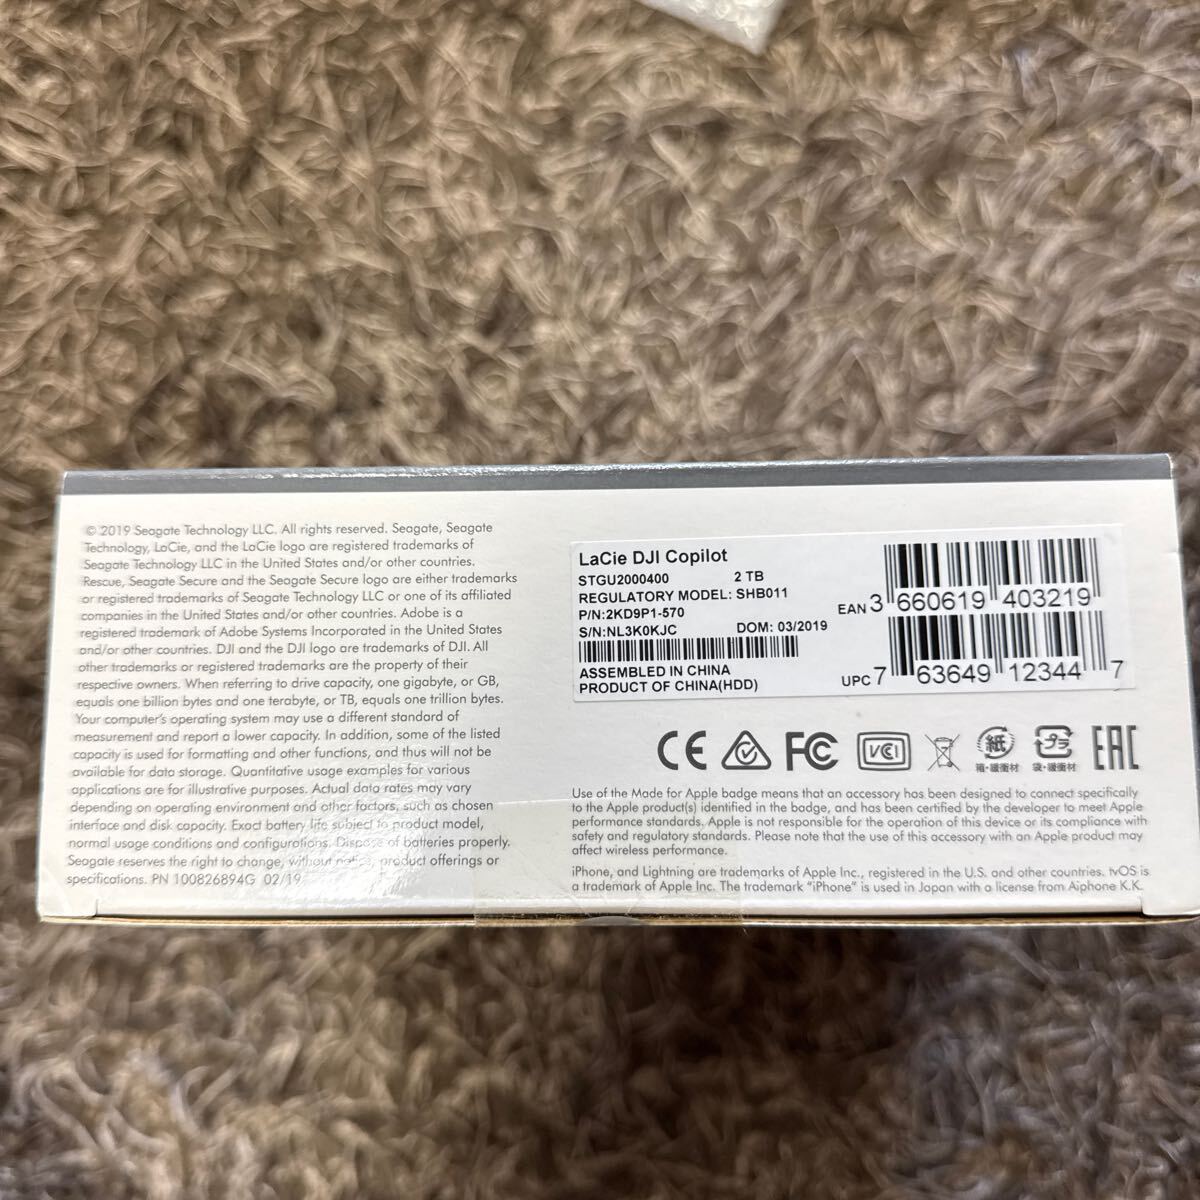 © 2019 Seagate Technology LLC. All rights reserved. Seagate, Seagate
Technology, LaCie, and the LaCie logo are registered trademarks of
Seagate Technology LLC in the United States and/or other countries.
Rescue, Seagate Secure and the Seagate Secure logo are either trademarks
or registered trademarks of Seagate Technology LLC or one of its affiliated
companies in the United States and/or other countries. Adobe is a
registered trademark of Adobe Systems Incorporated in the United States
and/or other countries. DJI and the DJI logo are trademarks of DJI. All
other trademarks or registered trademarks are the property of their
respective owners. When referring to drive capacity, one gigabyte, or GB,
equals one billion bytes and one terabyte, or TB, equals one trillion bytes.
Your computer's operating system may use a different standard of
measurement and report a lower capacity. In addition, some of the listed
capacity is used for formatting and other functions, and thus will not be
available for data storage. Quantitative usage examples for various
applications are for illustrative purposes. Actual data rates may vary
depending on operating environment and other factors, such as chosen
interface and disk capacity. Exact battery life subject to product model,
normal usage conditions and configurations. Dispose of batteries properly.
Seagate reserves the right to change, without notice, product offerings or
specifications. PN 100826894G 02/19
LaCie DJI Copilot
STGU2000400 2 TB
REGULATORY MODEL: SHB011
P/N:2KD9P1-570
S/N:NL3K0KJC DOM: 03/2019
ASSEMBLED IN CHINA
PRODUCT OF CHINA(HDD)
EAN 3 660619 403219
UPC 7 63649 12344 7
CE FC VCI 紙 プラ EAC
箱・緩衝材 袋・緩衝材
Use of the Made for Apple badge means that an accessory has been designed to connect specifically
to the Apple product(s) identified in the badge, and has been certified by the developer to meet Apple
performance standards. Apple is not responsible for the operation of this device or its compliance with
safety and regulatory standards. Please note that the use of this accessory with an Apple product may
affect wireless performance.
iPhone, and Lightning are trademarks of Apple Inc., registered in the U.S. and other countries. tvOS is
a trademark of Apple Inc. The trademark "iPhone" is used in Japan with a license from Aiphone K.K.